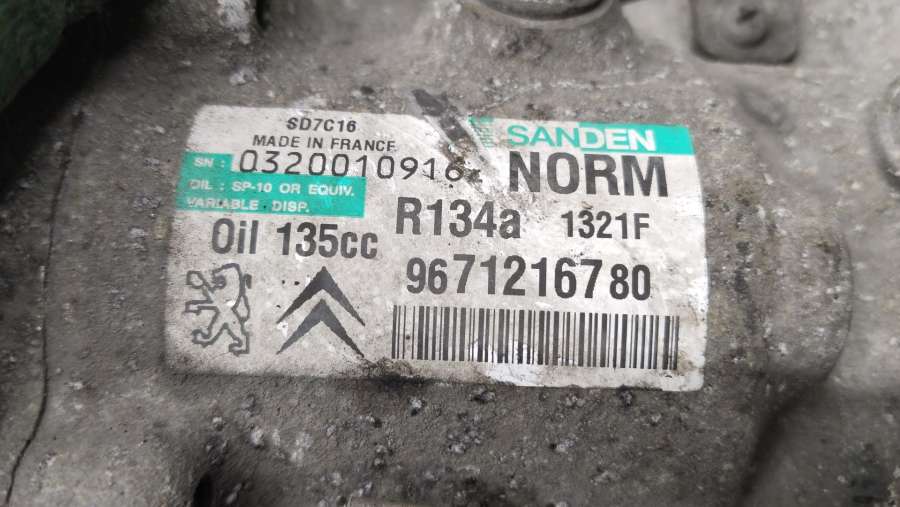 SD7C16
MADE IN FRANCE
SANDEN
SN : 0320010916
NORM
OIL : SP-10 OR EQUIV.
VARIABLE DISP.
R134a 1321F
Oil 135cc
9671216780